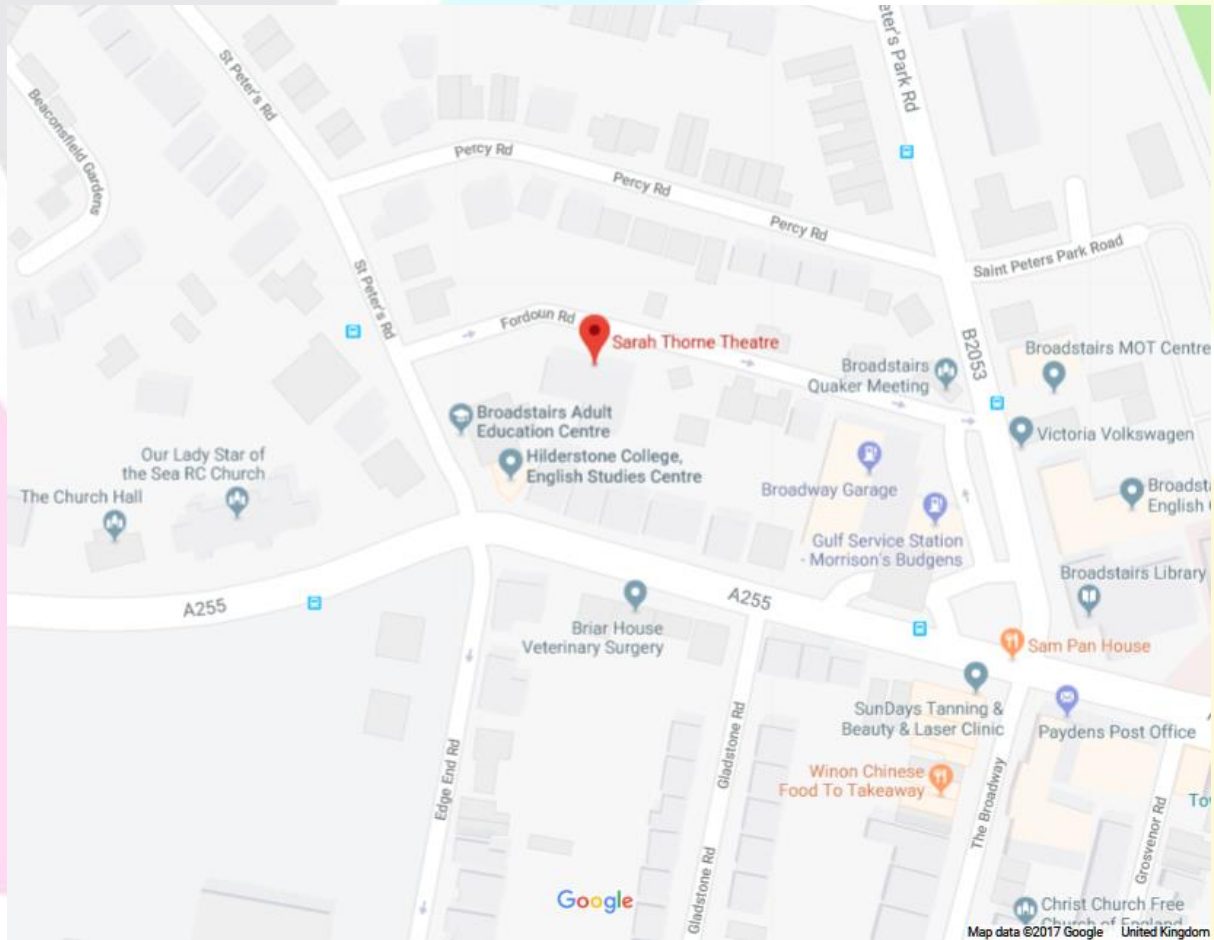 St Peter's Rd
eter's Park Rd
Beaconsfield Gardens
Percy Rd
Percy Rd
Percy Rd
Saint Peters Park Road
St Peter's Rd
Fordoun Rd
Sarah Thorne Theatre
B2053
Broadstairs MOT Centre
Broadstairs
Quaker Meeting
Victoria Volkswagen
Broadstairs Adult
Education Centre
Hilderstone College,
English Studies Centre
Our Lady Star of
the Sea RC Church
The Church Hall
Broadway Garage
Broadsta
English
Gulf Service Station
- Morrison's Budgens
Broadstairs Library
A255
A255
Briar House
Veterinary Surgery
Sam Pan House
SunDays Tanning &
Beauty & Laser Clinic
Paydens Post Office
Winon Chinese
Food To Takeaway
Edge End Rd
Gladstone Rd
Gladstone Rd
The Broadway
Grosvenor Rd
Google
Christ Church Free
Church of England
Map data ©2017 Google United Kingdom